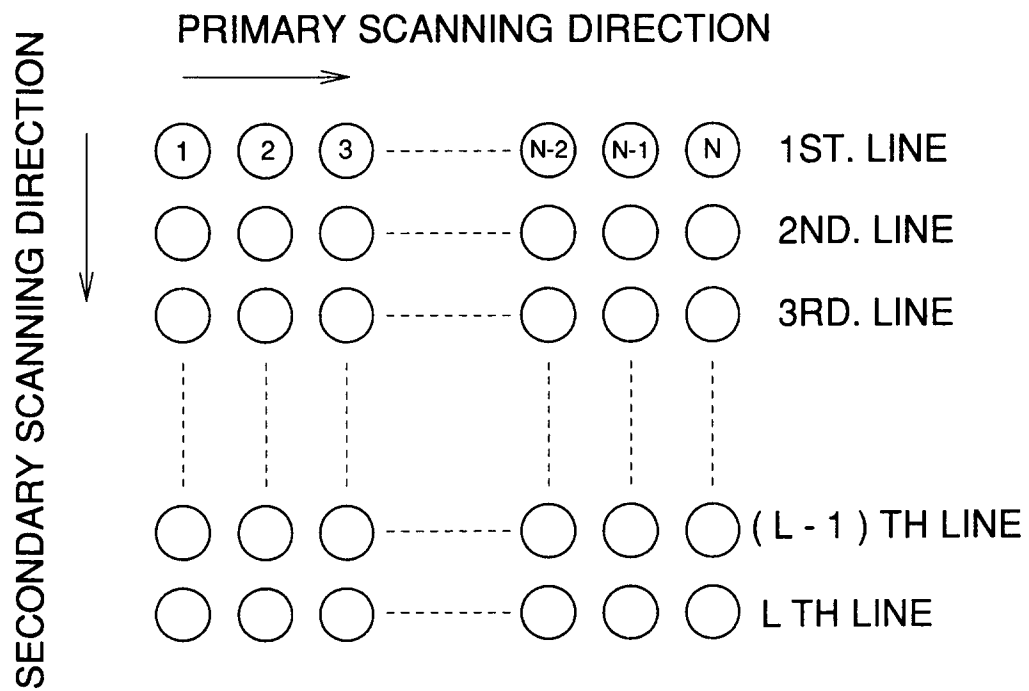 PRIMARY SCANNING DIRECTION
SECONDARY SCANNING DIRECTION
1 2 3 N-2 N-1 N 1ST. LINE
2ND. LINE
3RD. LINE
( L - 1 ) TH LINE
L TH LINE